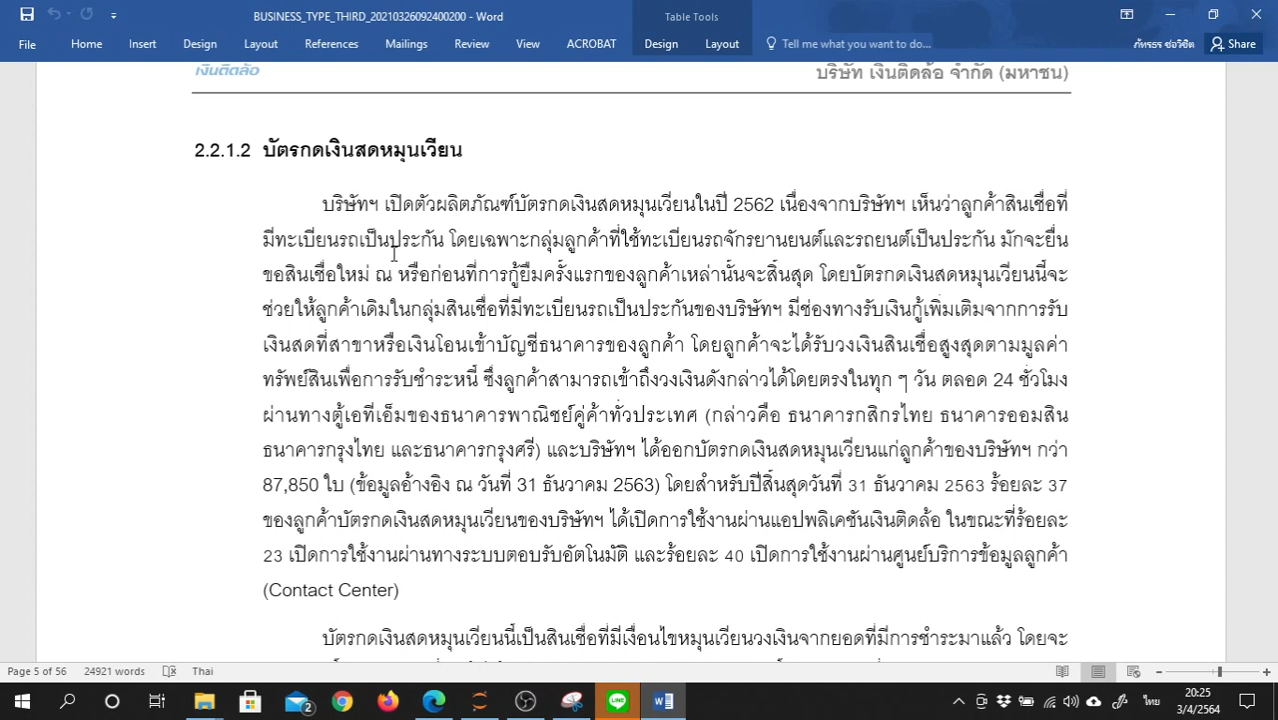 BUSINESS_TYPE_THIRD_20210326092400200 - Word
Table Tools
File Home Insert Design Layout References Mailings Review View ACROBAT Design Layout Tell me what you want to do... ภัทรธร ช่อวิชิต Share
เงินติดล้อ บริษัท เงินติดล้อ จำกัด (มหาชน)
2.2.1.2 บัตรกดเงินสดหมุนเวียน
บริษัทฯ เปิดตัวผลิตภัณฑ์บัตรกดเงินสดหมุนเวียนในปี 2562 เนื่องจากบริษัทฯ เห็นว่าลูกค้าสินเชื่อที่
มีทะเบียนรถเป็นประกัน โดยเฉพาะกลุ่มลูกค้าที่ใช้ทะเบียนรถจักรยานยนต์และรถยนต์เป็นประกัน มักจะยื่น
ขอสินเชื่อใหม่ ณ หรือก่อนที่การกู้ยืมครั้งแรกของลูกค้าเหล่านั้นจะสิ้นสุด โดยบัตรกดเงินสดหมุนเวียนนี้จะ
ช่วยให้ลูกค้าเดิมในกลุ่มสินเชื่อที่มีทะเบียนรถเป็นประกันของบริษัทฯ มีช่องทางรับเงินกู้เพิ่มเติมจากการรับ
เงินสดที่สาขาหรือเงินโอนเข้าบัญชีธนาคารของลูกค้า โดยลูกค้าจะได้รับวงเงินสินเชื่อสูงสุดตามมูลค่า
ทรัพย์สินเพื่อการรับชำระหนี้ ซึ่งลูกค้าสามารถเข้าถึงวงเงินดังกล่าวได้โดยตรงในทุก ๆ วัน ตลอด 24 ชั่วโมง
ผ่านทางตู้เอทีเอ็มของธนาคารพาณิชย์คู่ค้าทั่วประเทศ (กล่าวคือ ธนาคารกสิกรไทย ธนาคารออมสิน
ธนาคารกรุงไทย และธนาคารกรุงศรี) และบริษัทฯ ได้ออกบัตรกดเงินสดหมุนเวียนแก่ลูกค้าของบริษัทฯ กว่า
87,850 ใบ (ข้อมูลอ้างอิง ณ วันที่ 31 ธันวาคม 2563) โดยสำหรับปีสิ้นสุดวันที่ 31 ธันวาคม 2563 ร้อยละ 37
ของลูกค้าบัตรกดเงินสดหมุนเวียนของบริษัทฯ ได้เปิดการใช้งานผ่านแอปพลิเคชันเงินติดล้อ ในขณะที่ร้อยละ
23 เปิดการใช้งานผ่านทางระบบตอบรับอัตโนมัติ และร้อยละ 40 เปิดการใช้งานผ่านศูนย์บริการข้อมูลลูกค้า
(Contact Center)
บัตรกดเงินสดหมุนเวียนนี้เป็นสินเชื่อที่มีเงื่อนไขหมุนเวียนวงเงินจากยอดที่มีการชำระมาแล้ว โดยจะ
Page 5 of 56 24921 words Thai
2 ไทย 20:25
3/4/2564